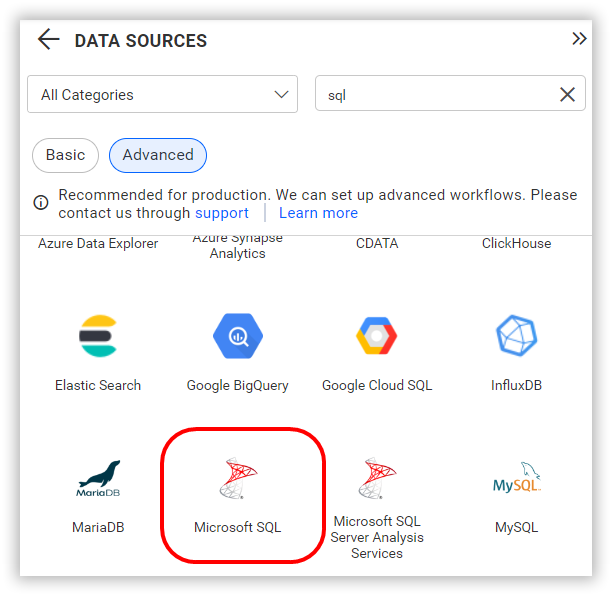 DATA SOURCES
All Categories
sql
Basic
Advanced
Recommended for production. We can set up advanced workflows. Please
contact us through support
Learn more
Azure Data Explorer
Azure Synapse
Analytics
CDATA
ClickHouse
Elastic Search
Google BigQuery
Google Cloud SQL
InfluxDB
MariaDB
MySQL
MariaDB
Microsoft SQL
Microsoft SQL
Server Analysis
Services
MySQL